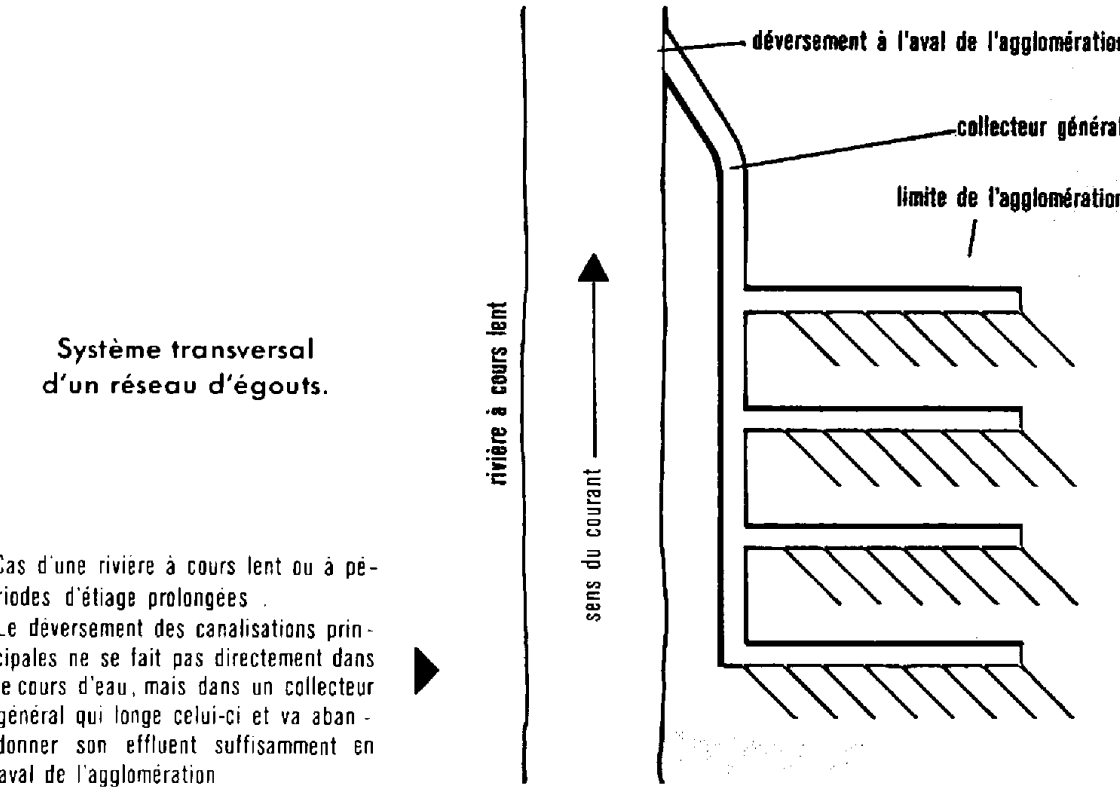 déversement à l'aval de l'agglomération
collecteur général
limite de l'agglomération
rivière à cours lent
sens du courant
Système transversal
d'un réseau d'égouts.
Cas d'une rivière à cours lent ou à pé-
riodes d'étiage prolongées .
Le déversement des canalisations prin-
cipales ne se fait pas directement dans
le cours d'eau, mais dans un collecteur
général qui longe celui-ci et va aban-
donner son effluent suffisamment en
aval de l'agglomération